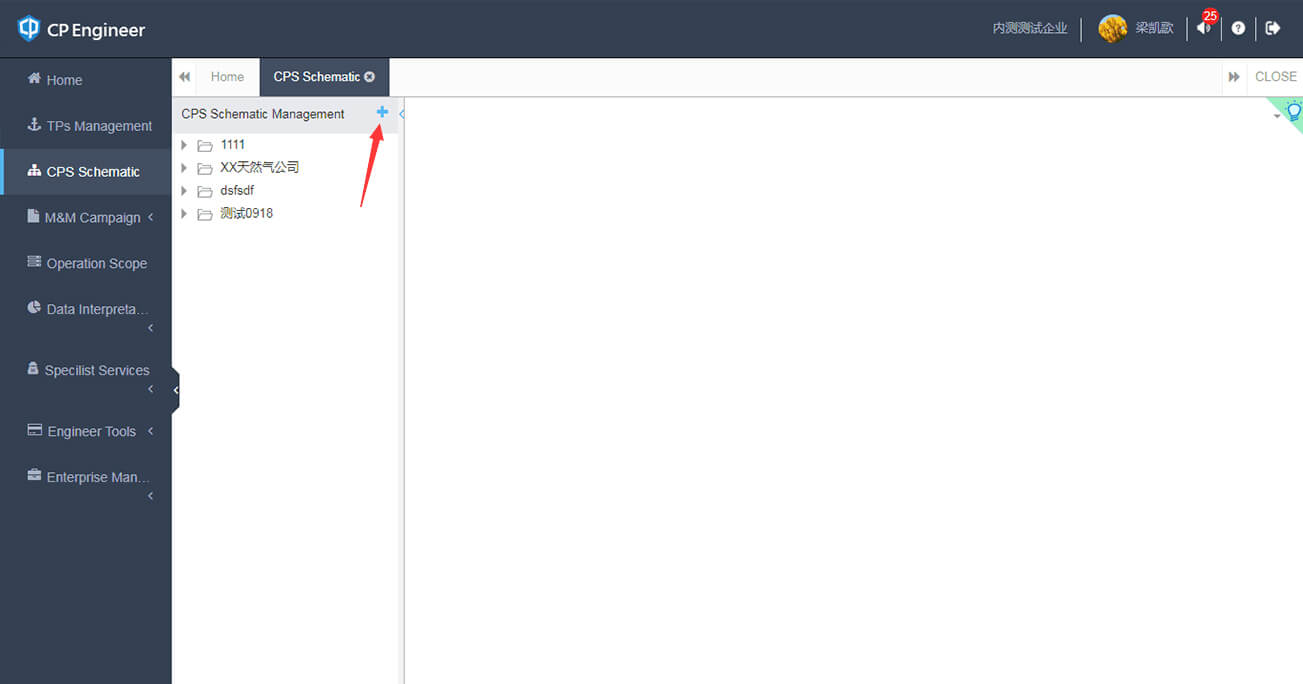 CP Engineer
内测测试企业
梁凯歌
25
Home
TPs Management
CPS Schematic
M&M Campaign
Operation Scope
Data Interpreta…
Specilist Services
Engineer Tools
Enterprise Man…
Home
CPS Schematic
CLOSE
CPS Schematic Management
1111
XX天然气公司
dsfsdf
测试0918